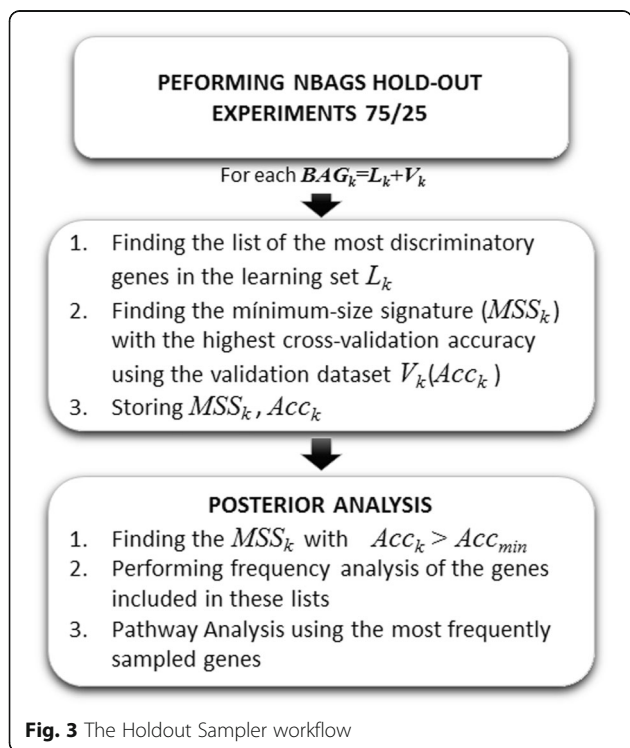 PEFORMING NBAGS HOLD-OUT
EXPERIMENTS 75/25
For each BAGₖ=Lₖ+Vₖ
1. Finding the list of the most discriminatory
genes in the learning set Lₖ
2. Finding the mínimum-size signature (MSSₖ)
with the highest cross-validation accuracy
using the validation dataset Vₖ(Accₖ)
3. Storing MSSₖ, Accₖ
POSTERIOR ANALYSIS
1. Finding the MSSₖ with Accₖ > Acc_min
2. Performing frequency analysis of the genes
included in these lists
3. Pathway Analysis using the most frequently
sampled genes
Fig. 3 The Holdout Sampler workflow